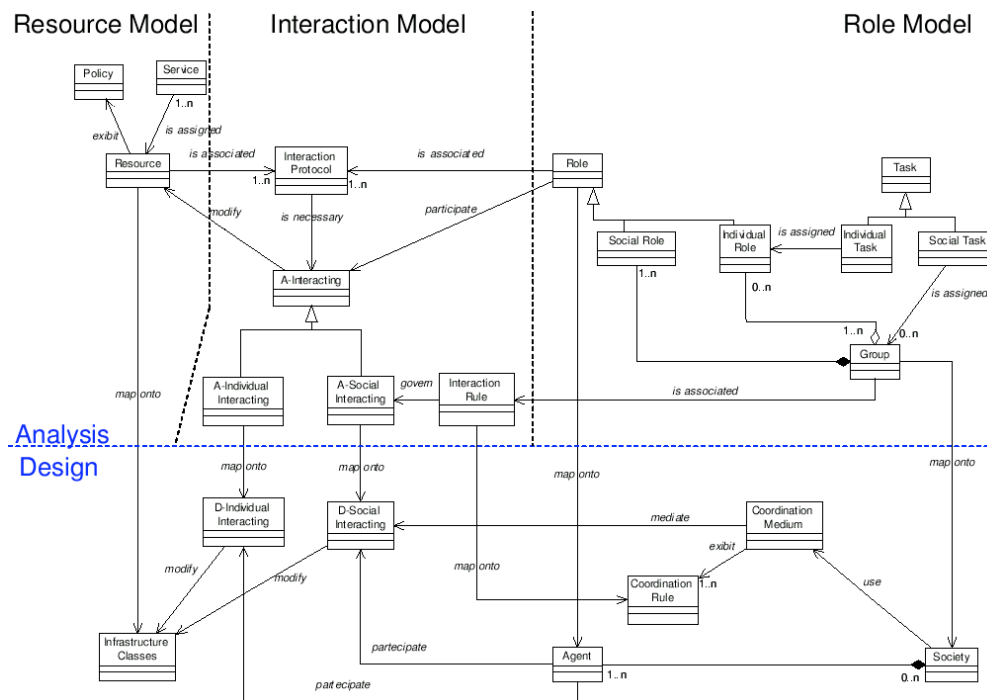 Resource Model
Interaction Model
Role Model
Policy
Service
1..n
exibit
is assigned
is associated
is associated
Resource
Interaction
Protocol
Role
Task
1..n
1..n
modify
is necessary
participate
Social Role
Individual
Role
is assigned
Individual
Task
Social Task
1..n
A-Interacting
0..n
is assigned
1..n
0..n
Group
A-Individual
Interacting
A-Social
Interacting
govern
Interaction
Rule
is associated
map onto
Analysis
Design
map onto
map onto
map onto
map onto
D-Individual
Interacting
D-Social
Interacting
mediate
Coordination
Medium
exibit
modify
modify
map onto
Coordination
Rule
1..n
use
Infrastructure
Classes
partecipate
Agent
1..n
0..n
Society
partecipate